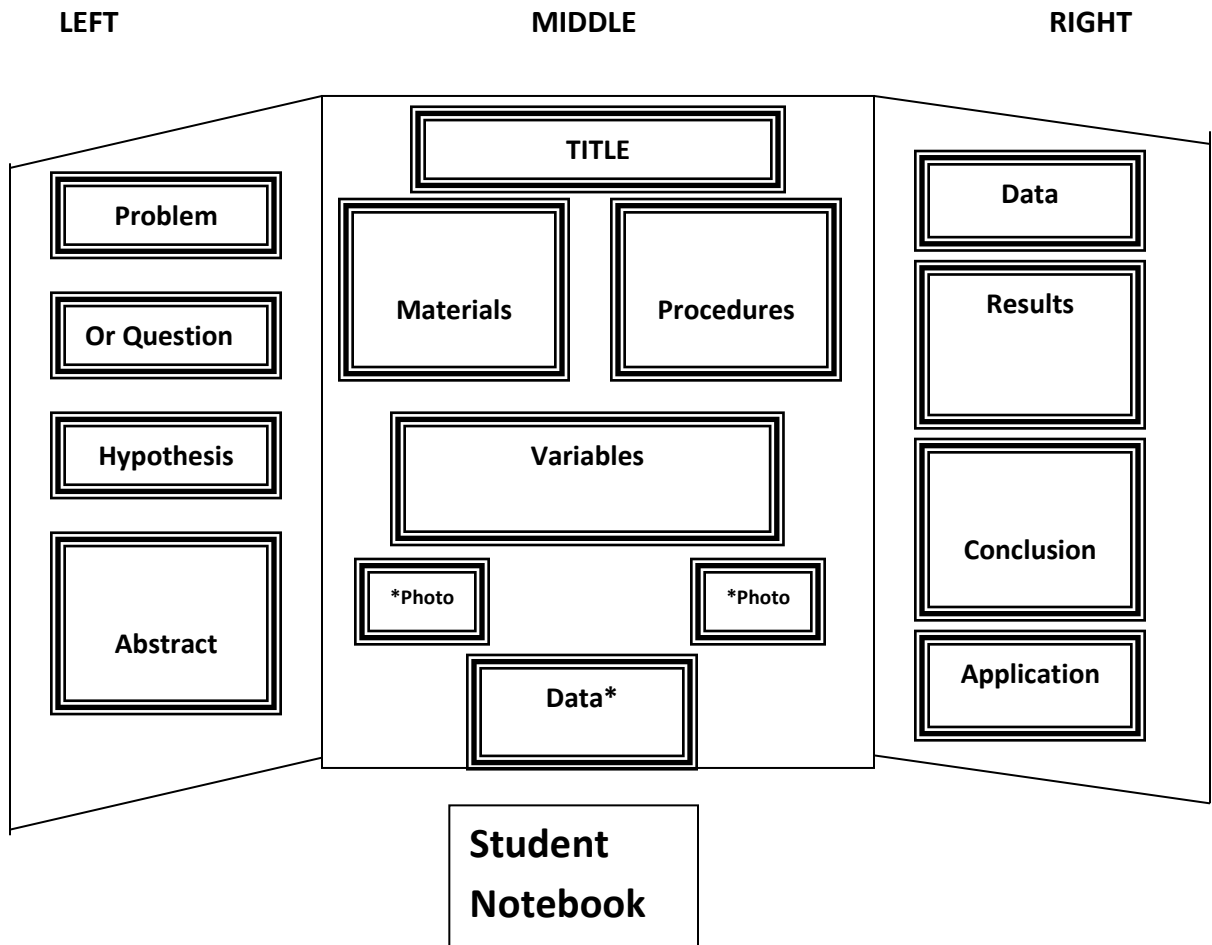 LEFT
MIDDLE
RIGHT
Problem
Or Question
Hypothesis
Abstract
TITLE
Materials
Procedures
Variables
*Photo
*Photo
Data*
Data
Results
Conclusion
Application
Student
Notebook